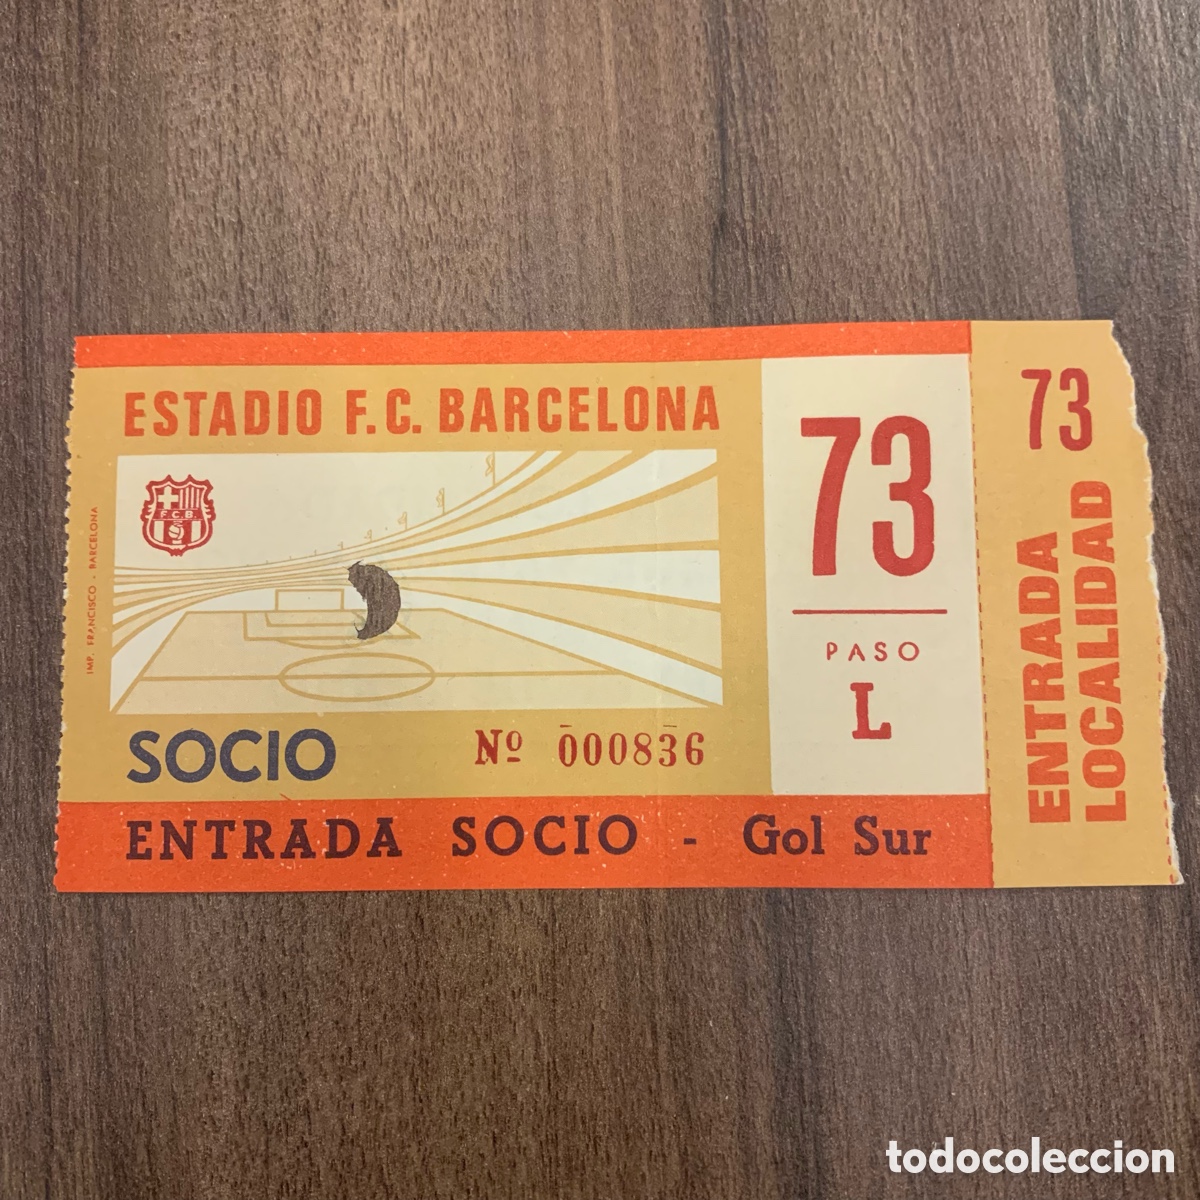 ESTADIO F.C. BARCELONA
F.C.B.
IMP. FRANCISCO - BARCELONA
SOCIO
Nº 000836
ENTRADA SOCIO - Gol Sur
73
PASO
L
73
ENTRADA
LOCALIDAD
todocoleccion